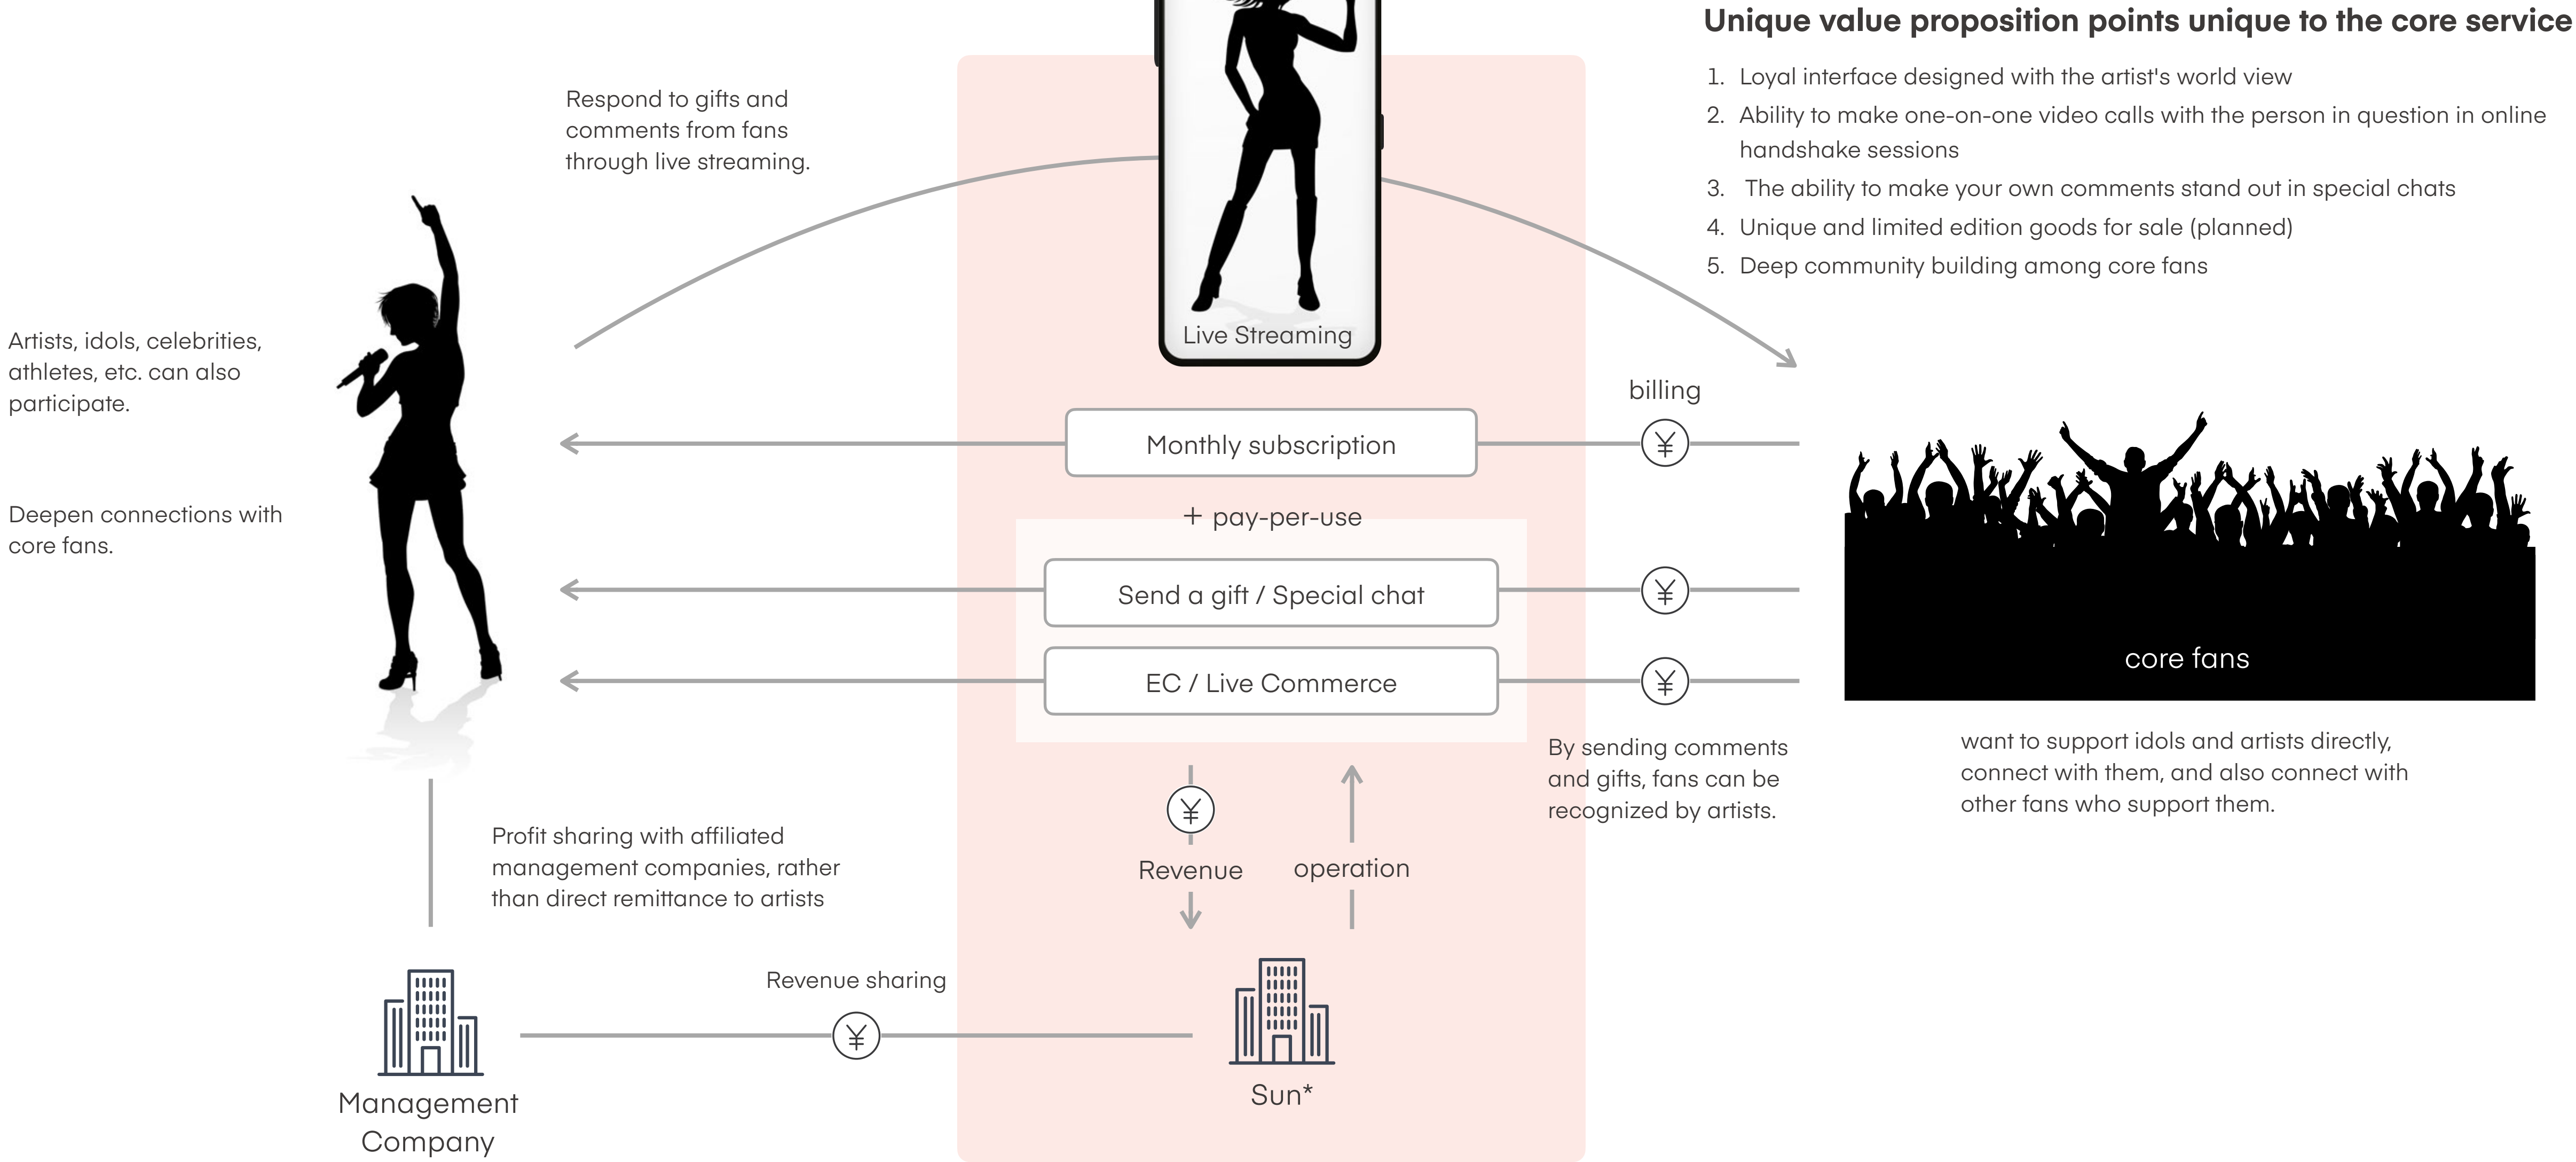 Unique value proposition points unique to the core service
1. Loyal interface designed with the artist's world view
2. Ability to make one-on-one video calls with the person in question in online
handshake sessions
3. The ability to make your own comments stand out in special chats
4. Unique and limited edition goods for sale (planned)
5. Deep community building among core fans
Respond to gifts and
comments from fans
through live streaming.
Live Streaming
Artists, idols, celebrities,
athletes, etc. can also
participate.
Deepen connections with
core fans.
billing
Monthly subscription
¥
+ pay-per-use
Send a gift / Special chat
¥
EC / Live Commerce
¥
core fans
By sending comments
and gifts, fans can be
recognized by artists.
want to support idols and artists directly,
connect with them, and also connect with
other fans who support them.
Profit sharing with affiliated
management companies, rather
than direct remittance to artists
¥
Revenue
operation
Revenue sharing
¥
Management
Company
Sun*